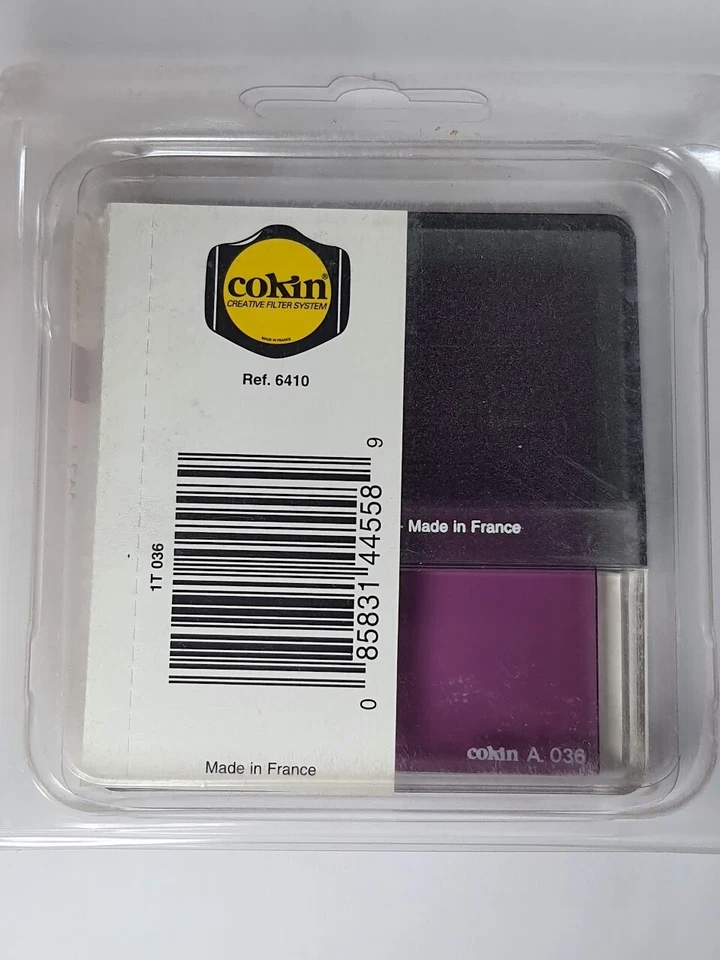 cokin®
CREATIVE FILTER SYSTEM
MADE IN FRANCE
Ref. 6410
1T 036
0 85831 44558 9
Made in France
- Made in France
cokin A. 036